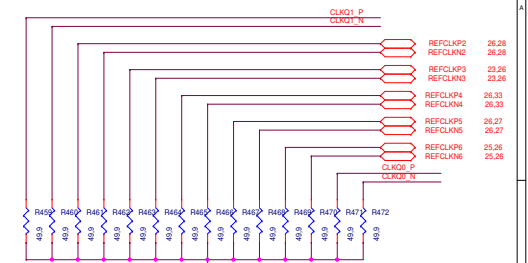 CLKQ1_P
CLKQ1_N
A
REFCLKP2 26,28
REFCLKN2 26,28
REFCLKP3 23,26
REFCLKN3 23,26
REFCLKP4 26,33
REFCLKN4 26,33
REFCLKP5 26,27
REFCLKN5 26,27
REFCLKP6 25,26
REFCLKN6 25,26
CLKQ0_P
CLKQ0_N
R459 R460 R461 R462 R463 R464 R465 R466 R467 R468 R469 R470 R471 R472
49,9 49,9 49,9 49,9 49,9 49,9 49,9 49,9 49,9 49,9 49,9 49,9 49,9 49,9